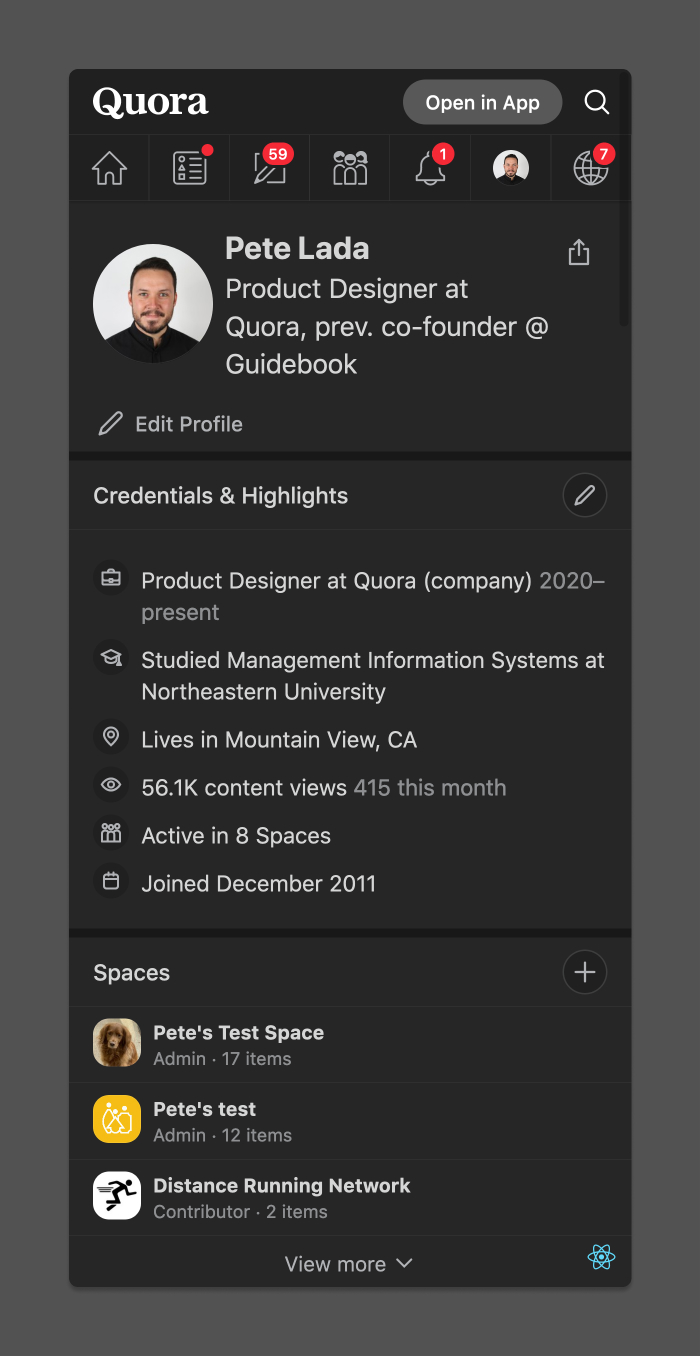 Quora
Open in App
59
1
7
Pete Lada
Product Designer at
Quora, prev. co-founder @
Guidebook
Edit Profile
Credentials & Highlights
Product Designer at Quora (company) 2020–
present
Studied Management Information Systems at
Northeastern University
Lives in Mountain View, CA
56.1K content views 415 this month
Active in 8 Spaces
Joined December 2011
Spaces
Pete's Test Space
Admin · 17 items
Pete's test
Admin · 12 items
Distance Running Network
Contributor · 2 items
View more